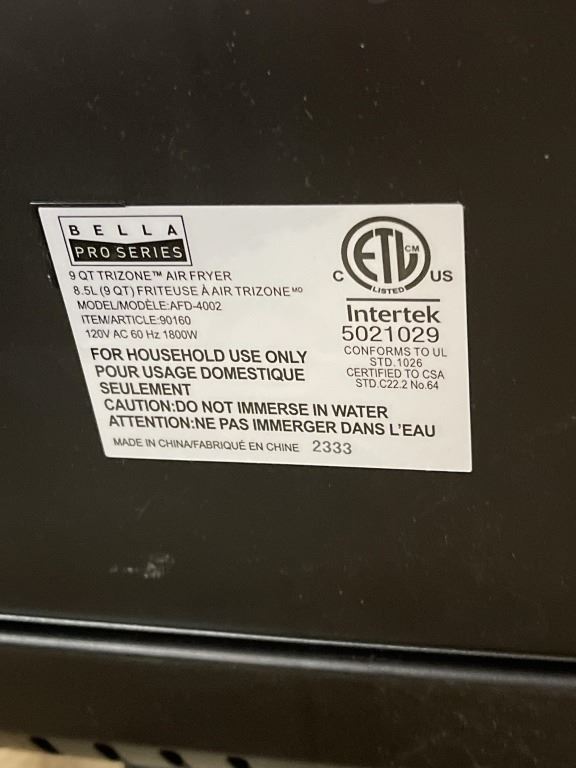 BELLA
PRO SERIES
9 QT TRIZONE™ AIR FRYER
8.5L (9 QT) FRITEUSE À AIR TRIZONE MD
MODEL/MODÈLE:AFD-4002
ITEM/ARTICLE:90160
120V AC 60 Hz 1800W
FOR HOUSEHOLD USE ONLY
POUR USAGE DOMESTIQUE
SEULEMENT
CAUTION:DO NOT IMMERSE IN WATER
ATTENTION:NE PAS IMMERGER DANS L'EAU
MADE IN CHINA/FABRIQUÉ EN CHINE 2333
ETL CM
C US
LISTED
Intertek
5021029
CONFORMS TO UL
STD.1026
CERTIFIED TO CSA
STD.C22.2 No.64